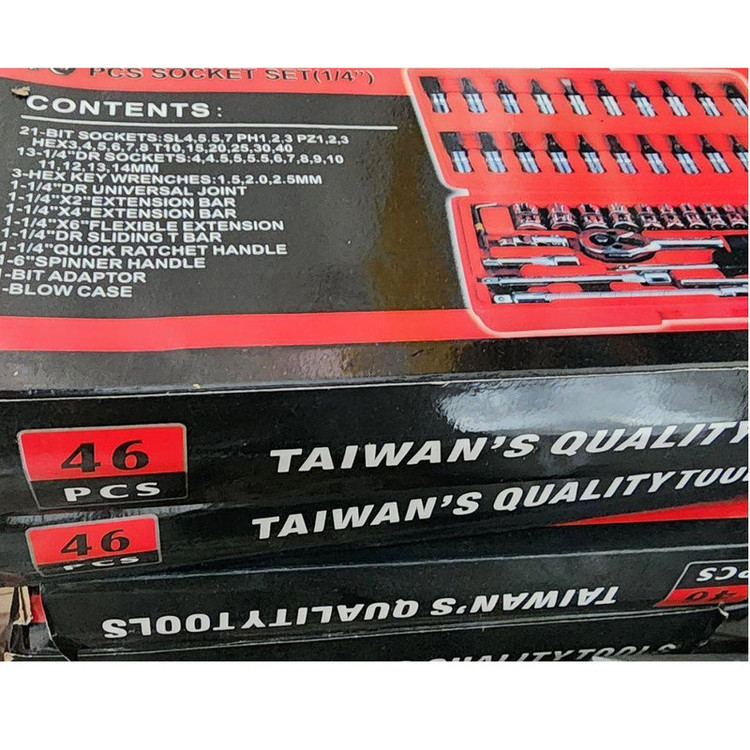 PCS SOCKET SET(1/4")
CONTENTS:
21-BIT SOCKETS:SL4,5.5,7 PH1,2,3 PZ1,2,3
HEX3,4,5,6,7,8 T10,15,20,25,30,40
13-1/4"DR SOCKETS:4,4.5,5,5.5,6,7,8,9,10
11,12,13,14MM
3-HEX KEY WRENCHES:1.5,2.0,2.5MM
1-1/4"DR UNIVERSAL JOINT
1-1/4"X2"EXTENSION BAR
1-1/4"X4"EXTENSION BAR
1-1/4"X6"FLEXIBLE EXTENSION
1-1/4"DR SLIDING T BAR
1-1/4"QUICK RATCHET HANDLE
1-6"SPINNER HANDLE
1-BIT ADAPTOR
-BLOW CASE
46
PCS
TAIWAN'S QUALITY
46
PCS
TAIWAN'S QUALITY TOO
PCS
TAIWAN'S QUALITY TOOLS
QUALITY TOOLS